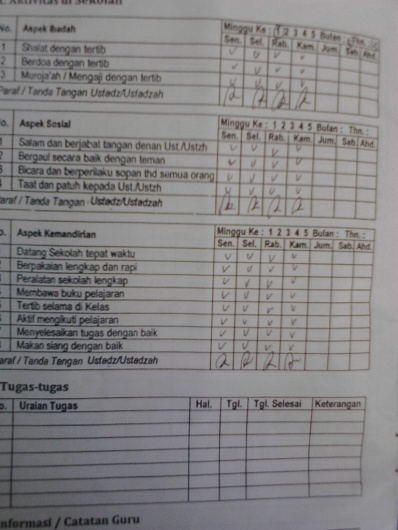 Aktivitas di Sekolah
No. Aspek Ibadah Minggu Ke : 1 2 3 4 5 Bulan : Thn. :
Sen. Sel. Rab. Kam. Jum. Sab. Ahd.
1 Shalat dengan tertib
2 Berdoa dengan tertib
3 Muroja'ah / Mengaji dengan tertib
Paraf / Tanda Tangan Ustadz/Ustadzah
No. Aspek Sosial Minggu Ke : 1 2 3 4 5 Bulan : Thn. :
Sen. Sel. Rab. Kam. Jum. Sab. Ahd.
Salam dan berjabat tangan denan Ust./Ustzh
Bergaul secara baik dengan teman
Bicara dan berperilaku sopan thd semua orang
Taat dan patuh kepada Ust./Ustzh
Paraf / Tanda Tangan Ustadz/Ustadzah
Aspek Kemandirian Minggu Ke : 1 2 3 4 5 Bulan : Thn. :
Sen. Sel. Rab. Kam. Jum. Sab. Ahd.
Datang Sekolah tepat waktu
Berpakaian lengkap dan rapi
Peralatan sekolah lengkap
Membawa buku pelajaran
Tertib selama di Kelas
Aktif mengikuti pelajaran
Menyelesaikan tugas dengan baik
Makan siang dengan baik
Paraf / Tanda Tangan Ustadz/Ustadzah
Tugas-tugas
Uraian Tugas Hal. Tgl. Tgl. Selesai Keterangan
Informasi / Catatan Guru